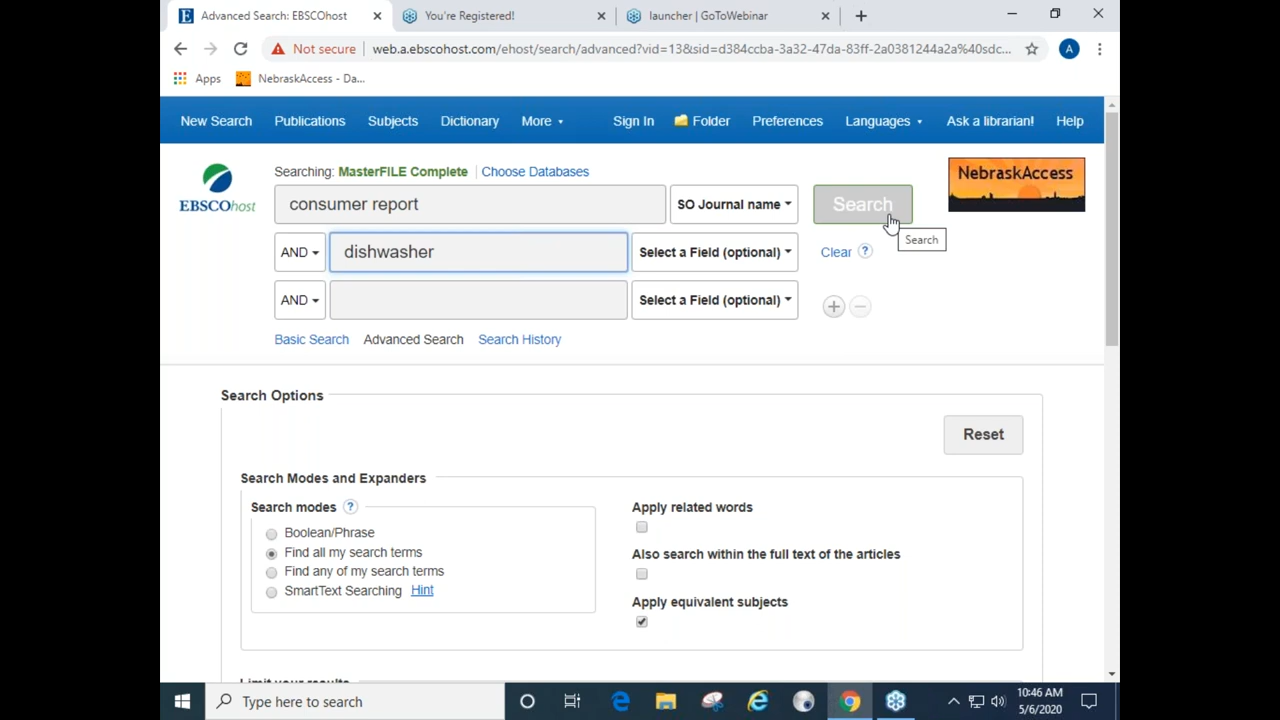 Advanced Search: EBSCOhost
You're Registered!
launcher | GoToWebinar
Not secure
web.a.ebscohost.com/ehost/search/advanced?vid=13&sid=d384ccba-3a32-47da-83ff-2a0381244a2a%40sdc...
A
Apps
NebraskAccess - Da...
New Search Publications Subjects Dictionary More Sign In Folder Preferences Languages Ask a librarian! Help
Searching: MasterFILE Complete Choose Databases
EBSCOhost
NebraskAccess
consumer report
SO Journal name
Search
Search
AND
dishwasher
Select a Field (optional)
Clear ?
AND
Select a Field (optional)
Basic Search Advanced Search Search History
Search Options
Reset
Search Modes and Expanders
Search modes ?
Boolean/Phrase
Find all my search terms
Find any of my search terms
SmartText Searching Hint
Apply related words
Also search within the full text of the articles
Apply equivalent subjects
Limit your results
Type here to search
10:46 AM
5/6/2020